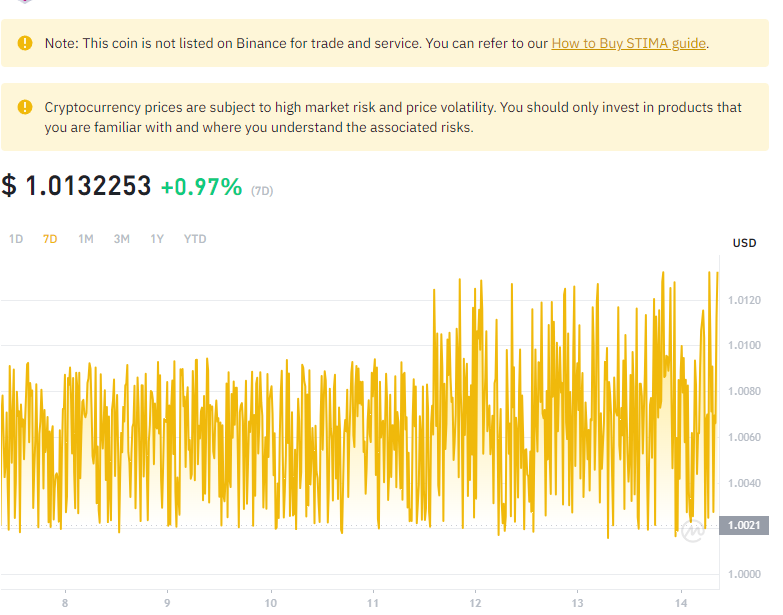 Note: This coin is not listed on Binance for trade and service. You can refer to our How to Buy STIMA guide.
Cryptocurrency prices are subject to high market risk and price volatility. You should only invest in products that
you are familiar with and where you understand the associated risks.
$ 1.0132253 +0.97% (7D)
1D 7D 1M 3M 1Y YTD
USD
1.0120
1.0100
1.0080
1.0060
1.0040
1.0021
1.0000
8 9 10 11 12 13 14